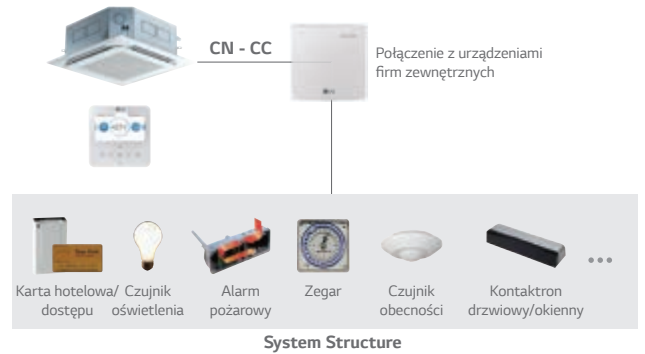 CN - CC
Połączenie z urządzeniami
firm zewnętrznych
Karta hotelowa/
dostępu
Czujnik
oświetlenia
Alarm
pożarowy
Zegar
Czujnik
obecności
Kontaktron
drzwiowy/okienny
System Structure